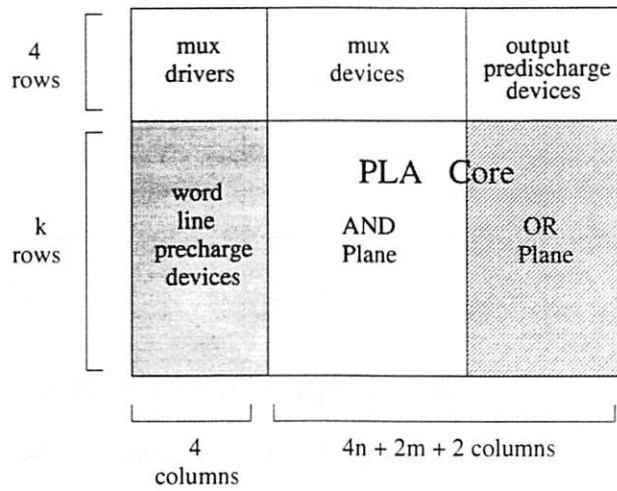 4
rows
mux
drivers
mux
devices
output
predischarge
devices
k
rows
word
line
precharge
devices
PLA Core
AND
Plane
OR
Plane
4
columns
4n + 2m + 2 columns